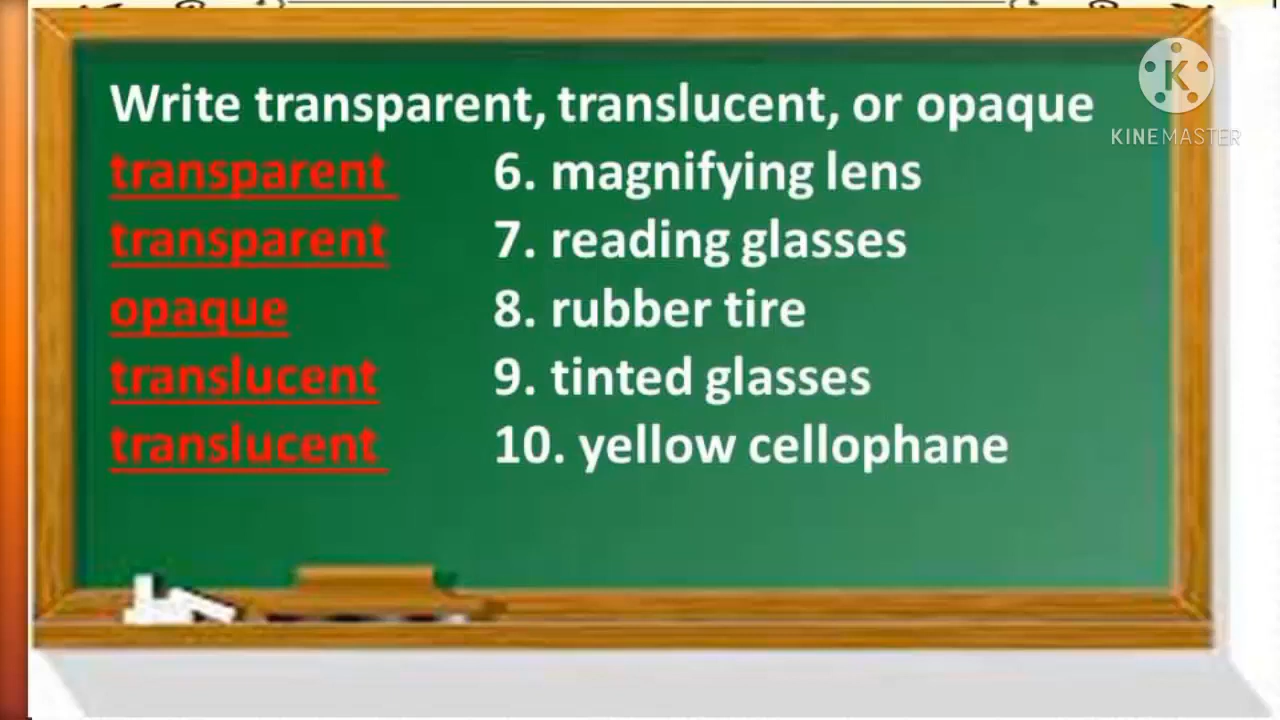 Write transparent, translucent, or opaque
transparent 6. magnifying lens
transparent 7. reading glasses
opaque 8. rubber tire
translucent 9. tinted glasses
translucent 10. yellow cellophane
K
KINEMASTER